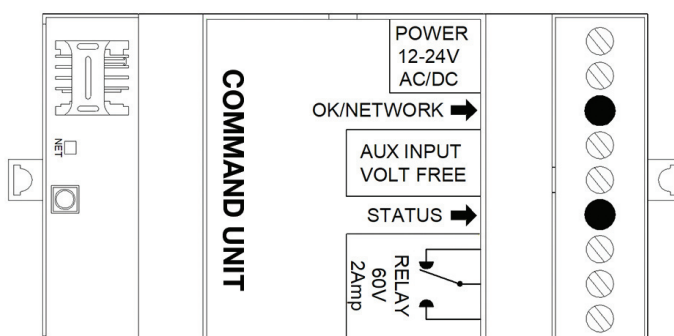 POWER
12-24V
AC/DC
OK/NETWORK
NET
COMMAND UNIT
AUX INPUT
VOLT FREE
STATUS
RELAY
60V
2Amp